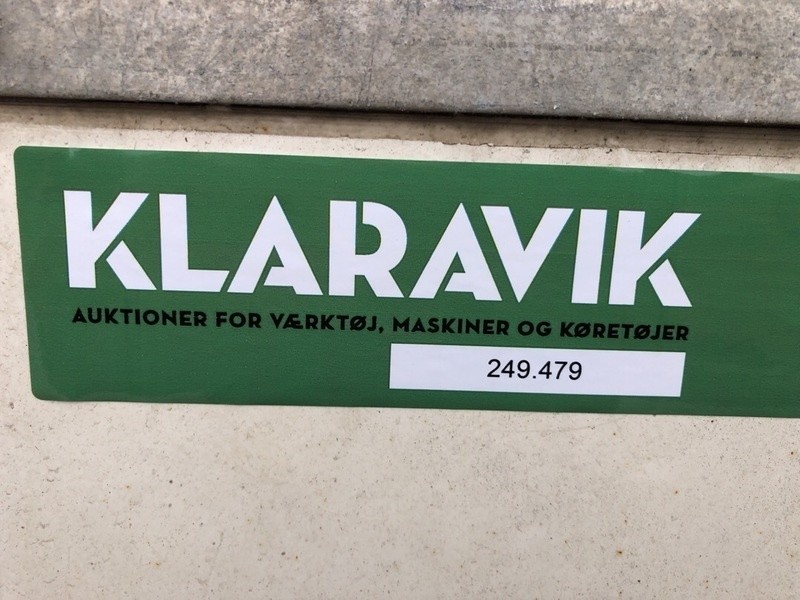 KLARAVIK
AUKTIONER FOR VÆRKTØJ, MASKINER OG KØRETØJER
249.479